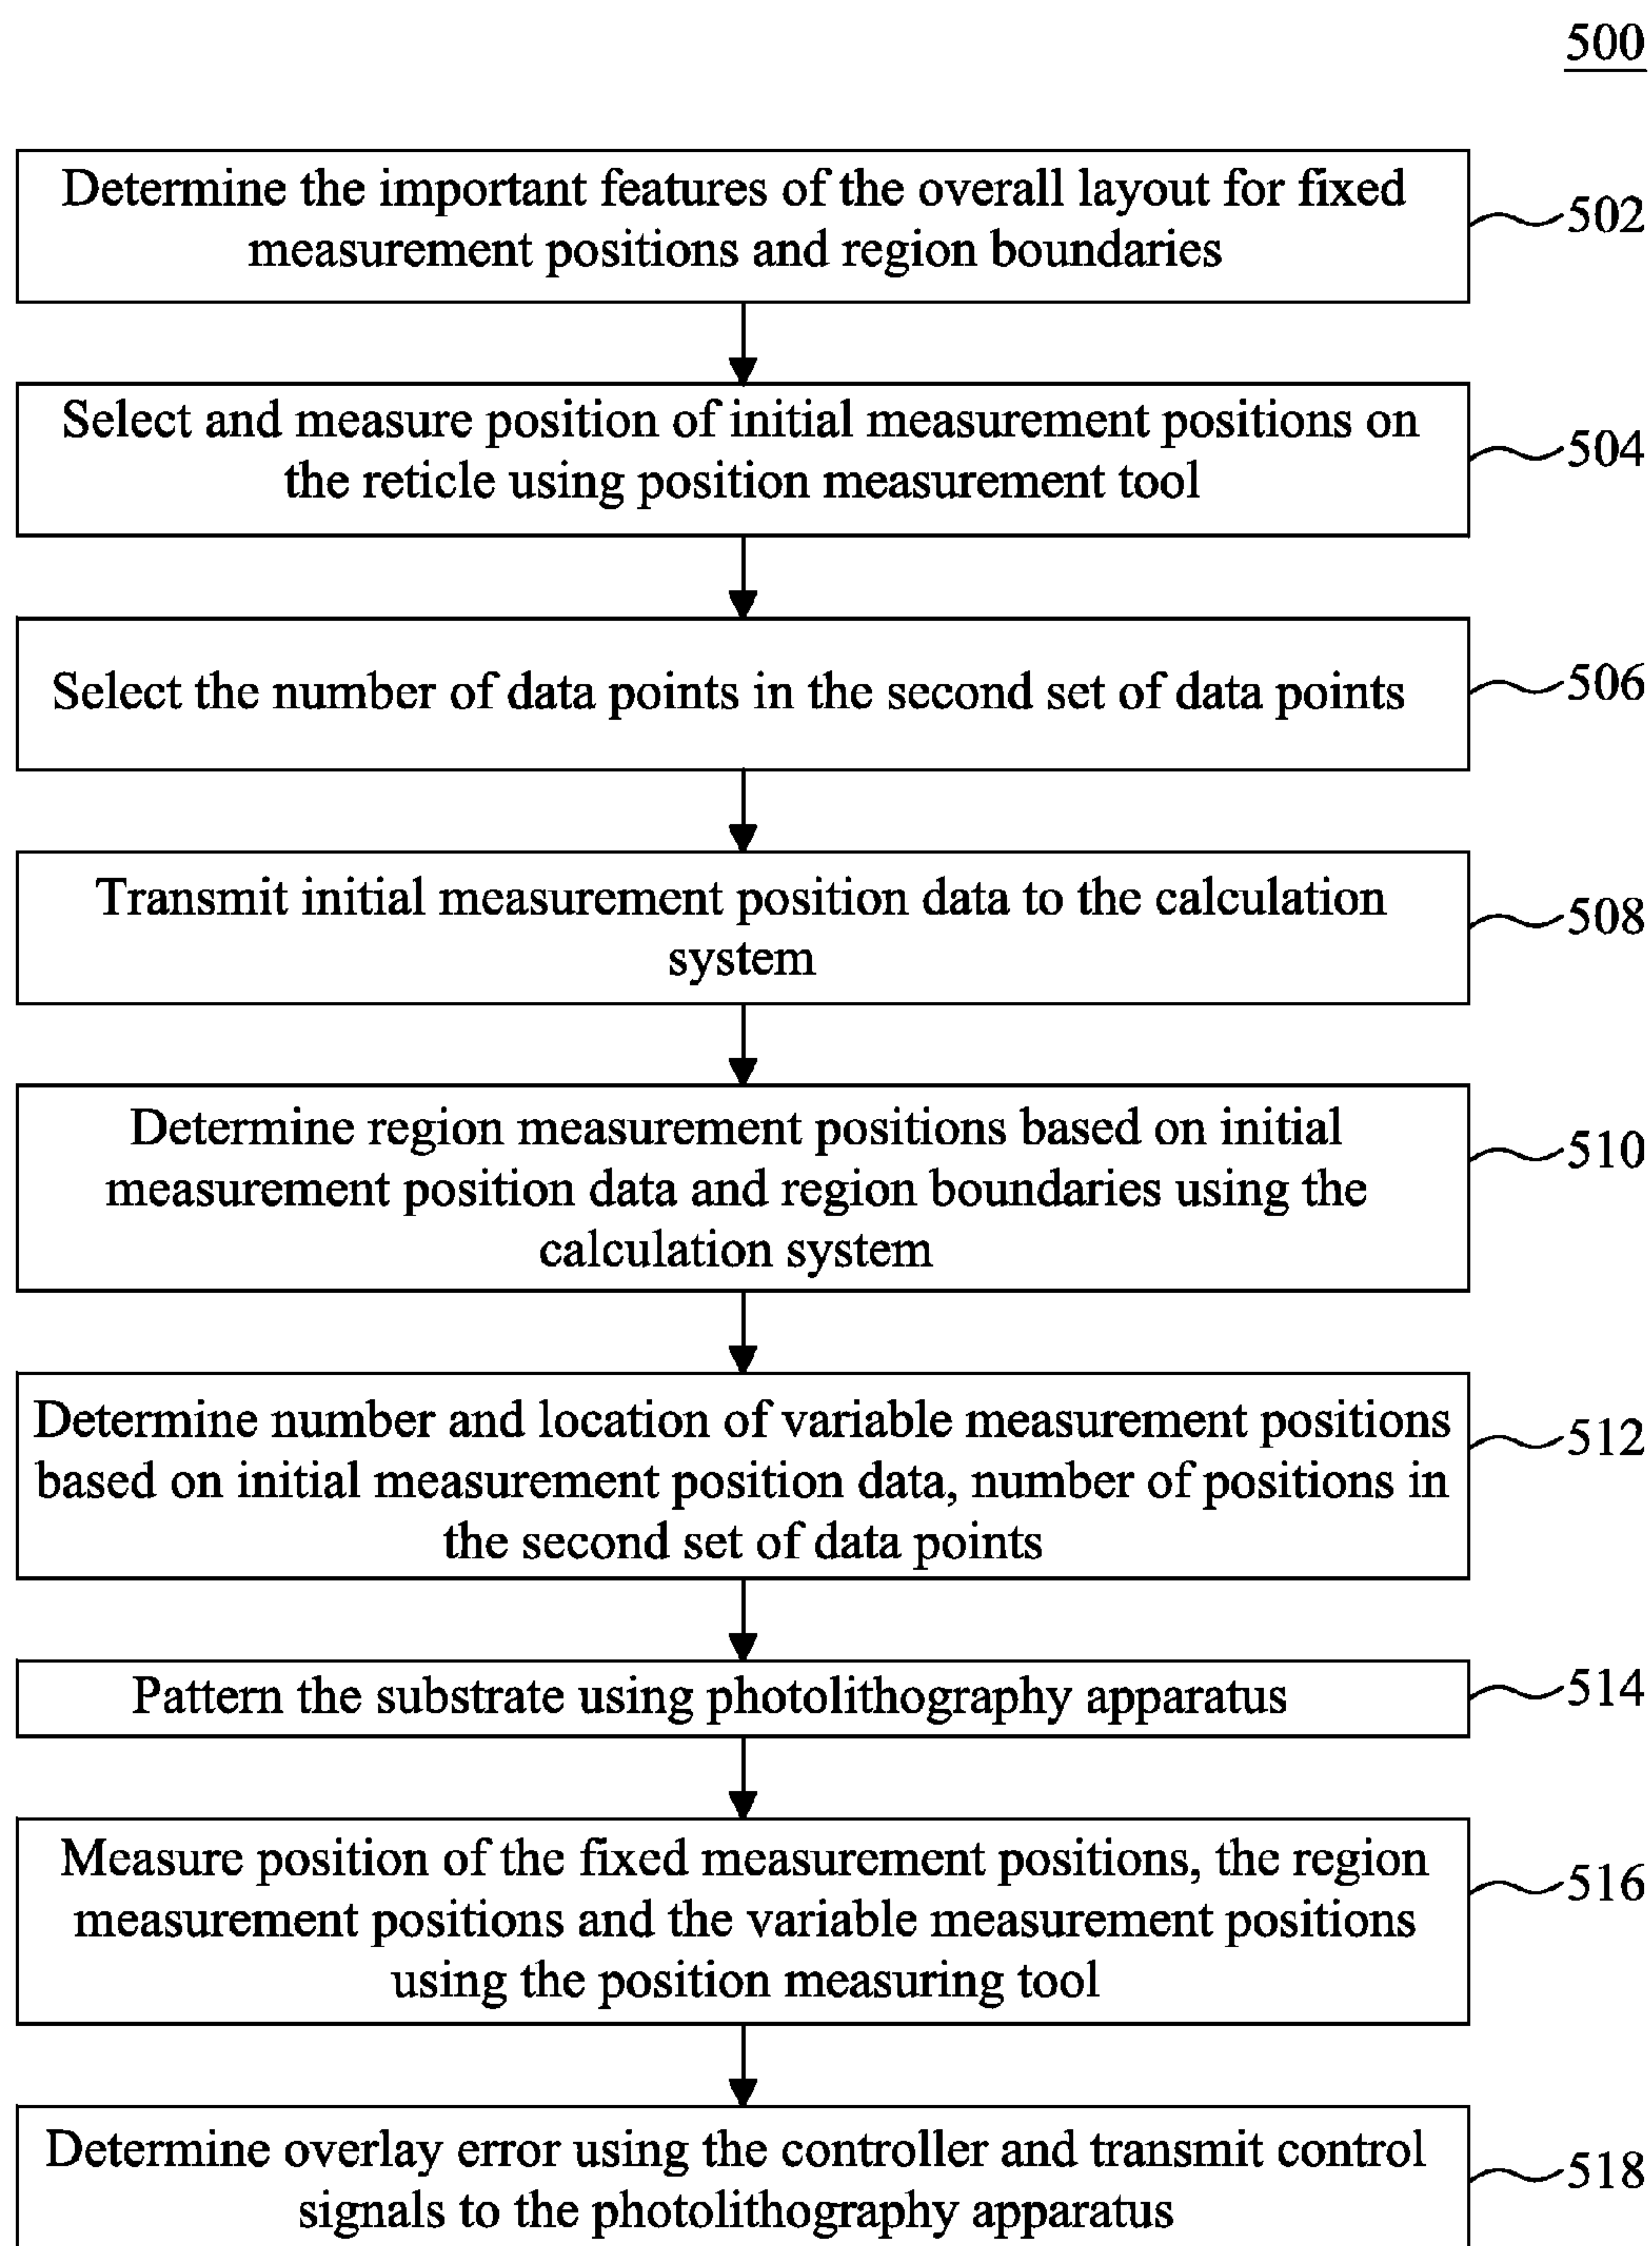 500
Determine the important features of the overall layout for fixed
measurement positions and region boundaries
502
Select and measure position of initial measurement positions on
the reticle using position measurement tool
504
Select the number of data points in the second set of data points
506
Transmit initial measurement position data to the calculation
system
508
Determine region measurement positions based on initial
measurement position data and region boundaries using the
calculation system
510
Determine number and location of variable measurement positions
based on initial measurement position data, number of positions in
the second set of data points
512
Pattern the substrate using photolithography apparatus
514
Measure position of the fixed measurement positions, the region
measurement positions and the variable measurement positions
using the position measuring tool
516
Determine overlay error using the controller and transmit control
signals to the photolithography apparatus
518